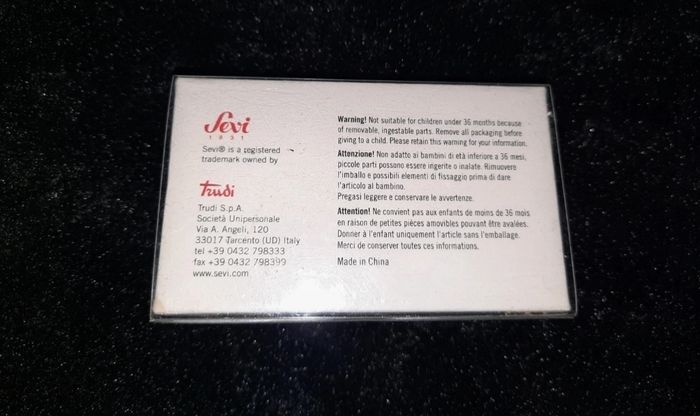 Sevi
1831
Sevi® is a registered
trademark owned by
Trudi
Trudi S.p.A.
Società Unipersonale
Via A. Angeli, 120
33017 Tarcento (UD) Italy
tel +39 0432 798333
fax +39 0432 798399
www.sevi.com
Warning! Not suitable for children under 36 months because
of removable, ingestable parts. Remove all packaging before
giving to a child. Please retain this warning for your information.
Attenzione! Non adatto ai bambini di età inferiore a 36 mesi,
piccole parti possono essere ingerite o inalate. Rimuovere
l'imballo e possibili elementi di fissaggio prima di dare
l'articolo al bambino.
Pregasi leggere e conservare le avvertenze.
Attention! Ne convient pas aux enfants de moins de 36 mois
en raison de petites pièces amovibles pouvant être avalées.
Donner à l'enfant uniquement l'article sans l'emballage.
Merci de conserver toutes ces informations.
Made in China